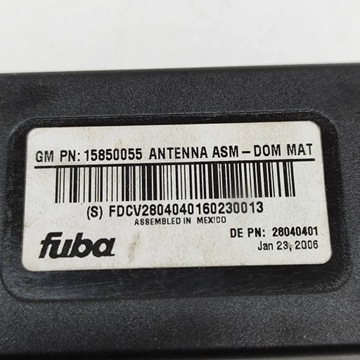 GM PN: 15850055 ANTENNA ASM - DOM MAT
(S) FDCV2804040160230013
ASSEMBLED IN MEXICO
fuba
DE PN: 28040401
Jan 23, 2006